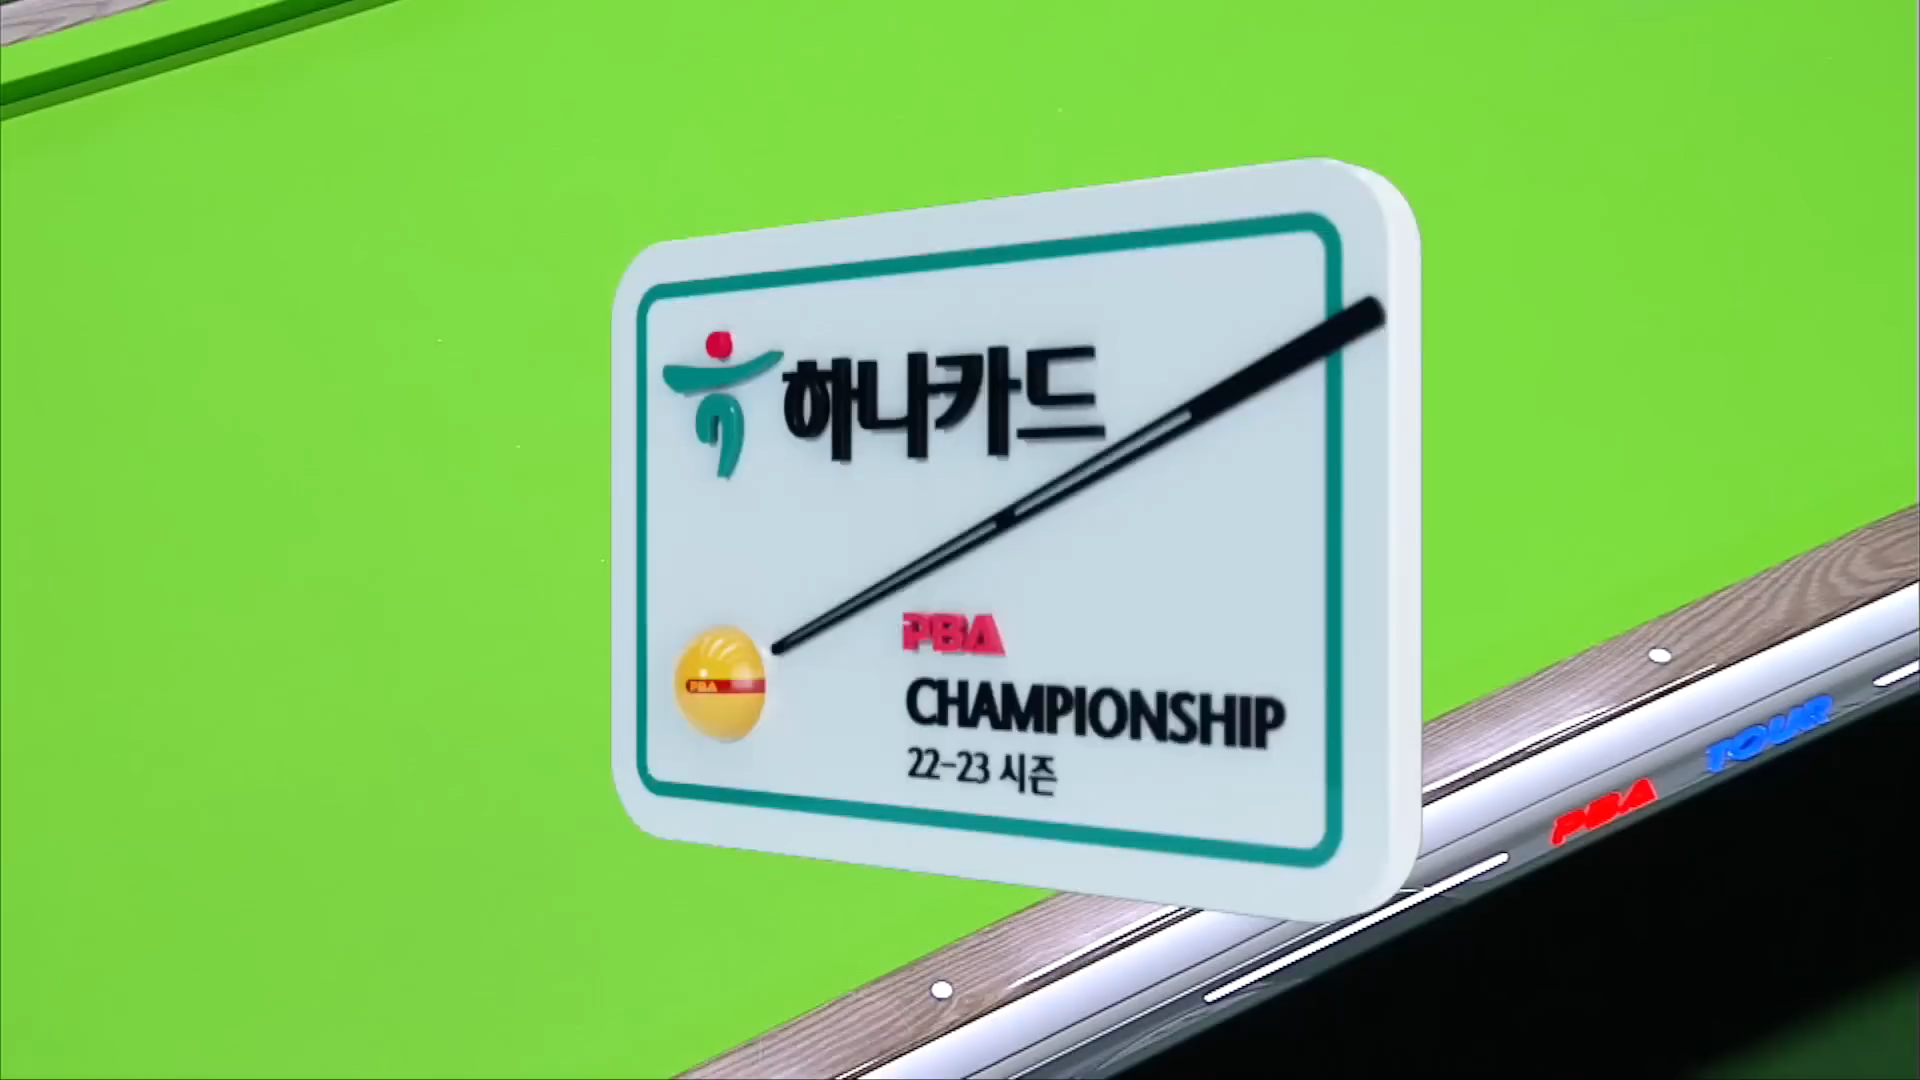 하나카드
PBA
PBA
CHAMPIONSHIP
22-23 시즌
TOUR
PBA